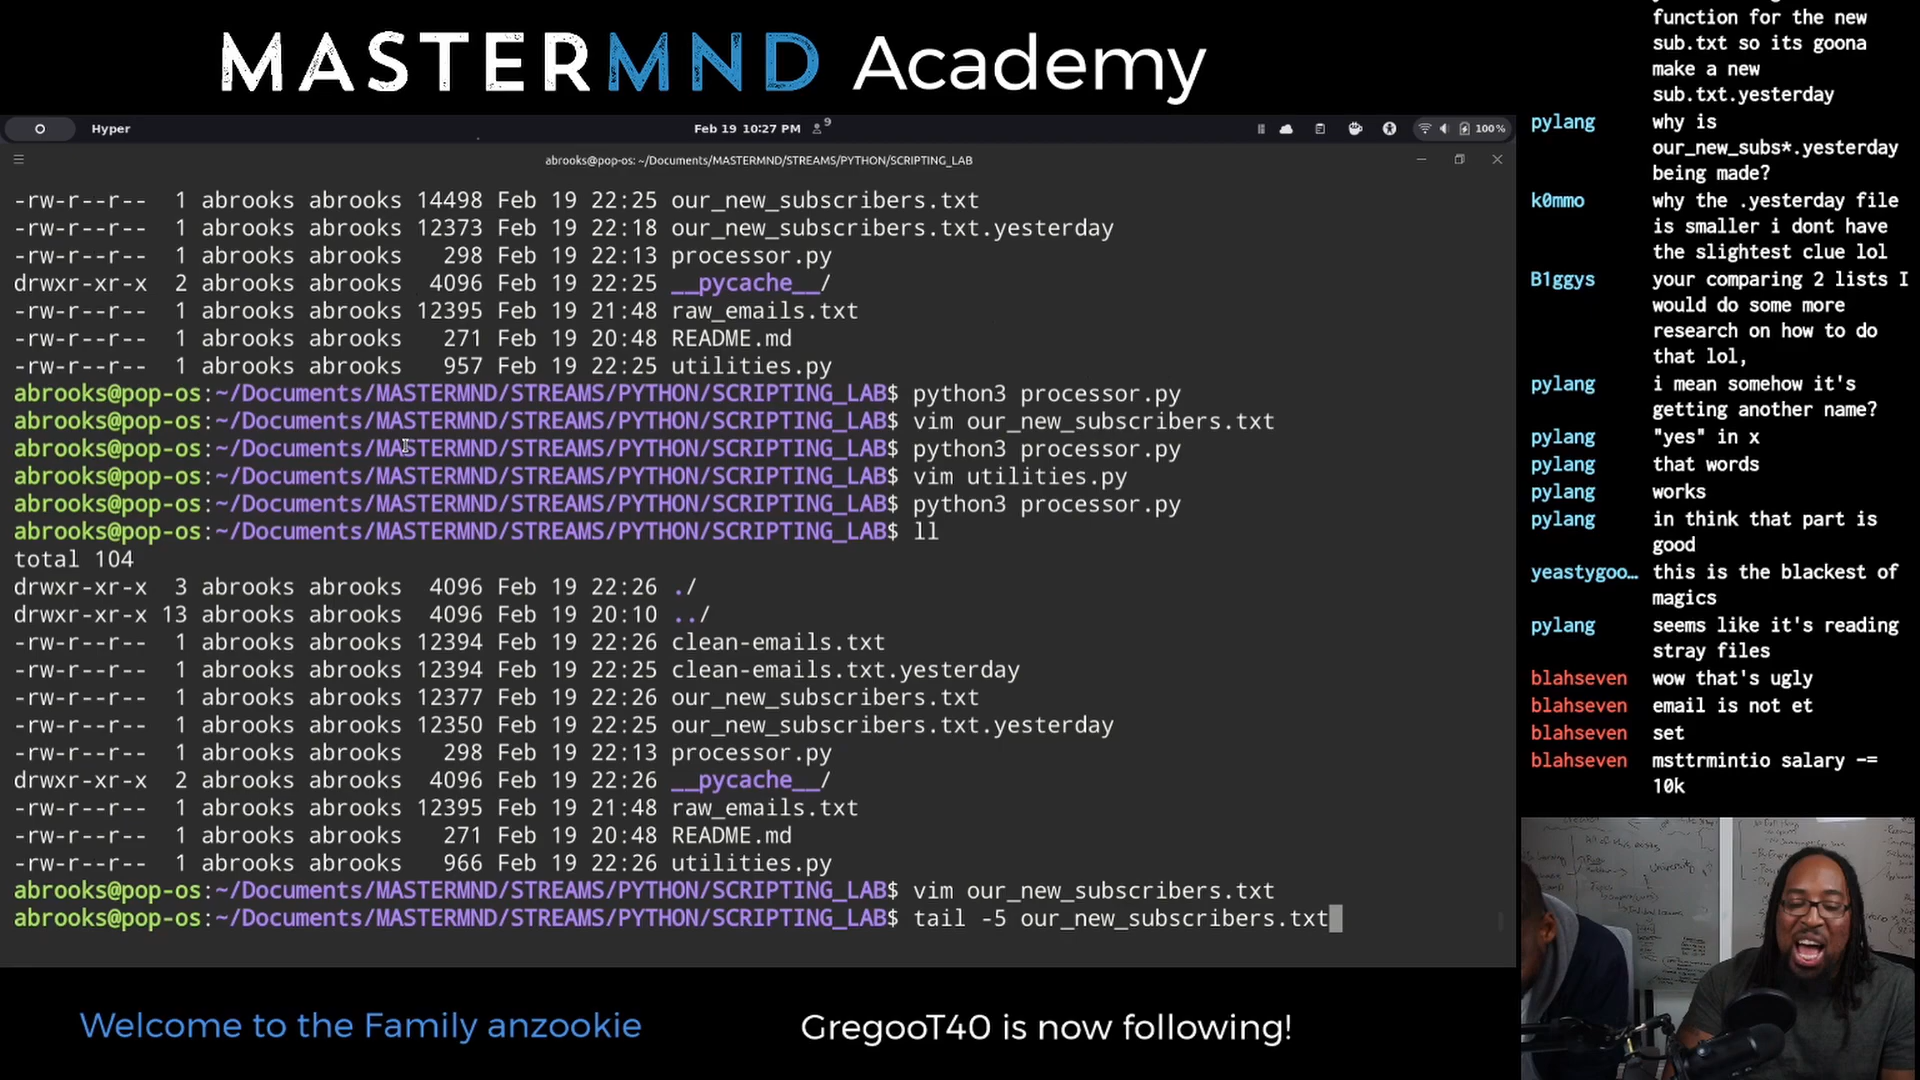 MASTERMND Academy
Hyper
Feb 19 10:27 PM
9
100%
abrooks@pop-os: ~/Documents/MASTERMND/STREAMS/PYTHON/SCRIPTING_LAB
-rw-r--r-- 1 abrooks abrooks 14498 Feb 19 22:25 our_new_subscribers.txt
-rw-r--r-- 1 abrooks abrooks 12373 Feb 19 22:18 our_new_subscribers.txt.yesterday
-rw-r--r-- 1 abrooks abrooks 298 Feb 19 22:13 processor.py
drwxr-xr-x 2 abrooks abrooks 4096 Feb 19 22:25 __pycache__/
-rw-r--r-- 1 abrooks abrooks 12395 Feb 19 21:48 raw_emails.txt
-rw-r--r-- 1 abrooks abrooks 271 Feb 19 20:48 README.md
-rw-r--r-- 1 abrooks abrooks 957 Feb 19 22:25 utilities.py
abrooks@pop-os:~/Documents/MASTERMND/STREAMS/PYTHON/SCRIPTING_LAB$ python3 processor.py
abrooks@pop-os:~/Documents/MASTERMND/STREAMS/PYTHON/SCRIPTING_LAB$ vim our_new_subscribers.txt
abrooks@pop-os:~/Documents/MASTERMND/STREAMS/PYTHON/SCRIPTING_LAB$ python3 processor.py
abrooks@pop-os:~/Documents/MASTERMND/STREAMS/PYTHON/SCRIPTING_LAB$ vim utilities.py
abrooks@pop-os:~/Documents/MASTERMND/STREAMS/PYTHON/SCRIPTING_LAB$ python3 processor.py
abrooks@pop-os:~/Documents/MASTERMND/STREAMS/PYTHON/SCRIPTING_LAB$ ll
total 104
drwxr-xr-x 3 abrooks abrooks 4096 Feb 19 22:26 ./
drwxr-xr-x 13 abrooks abrooks 4096 Feb 19 20:10 ../
-rw-r--r-- 1 abrooks abrooks 12394 Feb 19 22:26 clean-emails.txt
-rw-r--r-- 1 abrooks abrooks 12394 Feb 19 22:25 clean-emails.txt.yesterday
-rw-r--r-- 1 abrooks abrooks 12377 Feb 19 22:26 our_new_subscribers.txt
-rw-r--r-- 1 abrooks abrooks 12350 Feb 19 22:25 our_new_subscribers.txt.yesterday
-rw-r--r-- 1 abrooks abrooks 298 Feb 19 22:13 processor.py
drwxr-xr-x 2 abrooks abrooks 4096 Feb 19 22:26 __pycache__/
-rw-r--r-- 1 abrooks abrooks 12395 Feb 19 21:48 raw_emails.txt
-rw-r--r-- 1 abrooks abrooks 271 Feb 19 20:48 README.md
-rw-r--r-- 1 abrooks abrooks 966 Feb 19 22:26 utilities.py
abrooks@pop-os:~/Documents/MASTERMND/STREAMS/PYTHON/SCRIPTING_LAB$ vim our_new_subscribers.txt
abrooks@pop-os:~/Documents/MASTERMND/STREAMS/PYTHON/SCRIPTING_LAB$ tail -5 our_new_subscribers.txt
function for the new
sub.txt so its goona
make a new
sub.txt.yesterday
pylang why is
our_new_subs*.yesterday
being made?
k0mmo why the .yesterday file
is smaller i dont have
the slightest clue lol
B1ggys your comparing 2 lists I
would do some more
research on how to do
that lol,
pylang i mean somehow it's
getting another name?
pylang "yes" in x
pylang that words
pylang works
pylang in think that part is
good
yeastygoo… this is the blackest of
magics
pylang seems like it's reading
stray files
blahseven wow that's ugly
blahseven email is not et
blahseven set
blahseven msttrmintio salary -=
10k
Welcome to the Family anzookie
GregooT40 is now following!